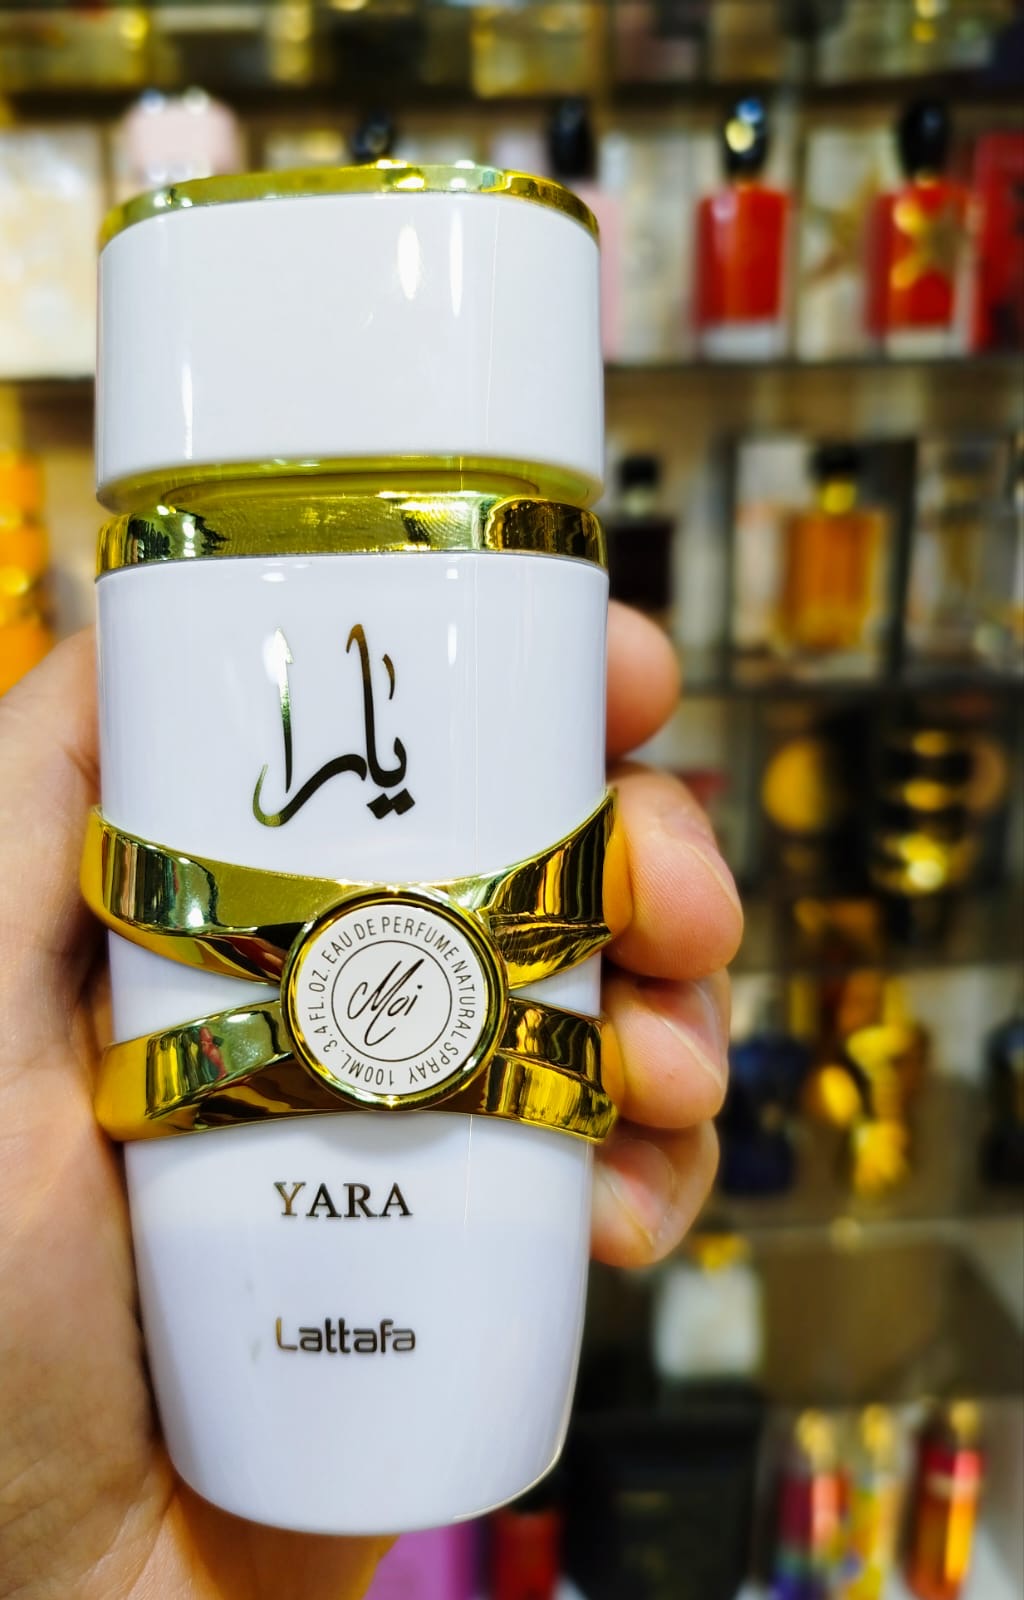 يارا
100ML. 3.4 FL.OZ. EAU DE PERFUME NATURAL SPRAY
Moi
YARA
Lattafa